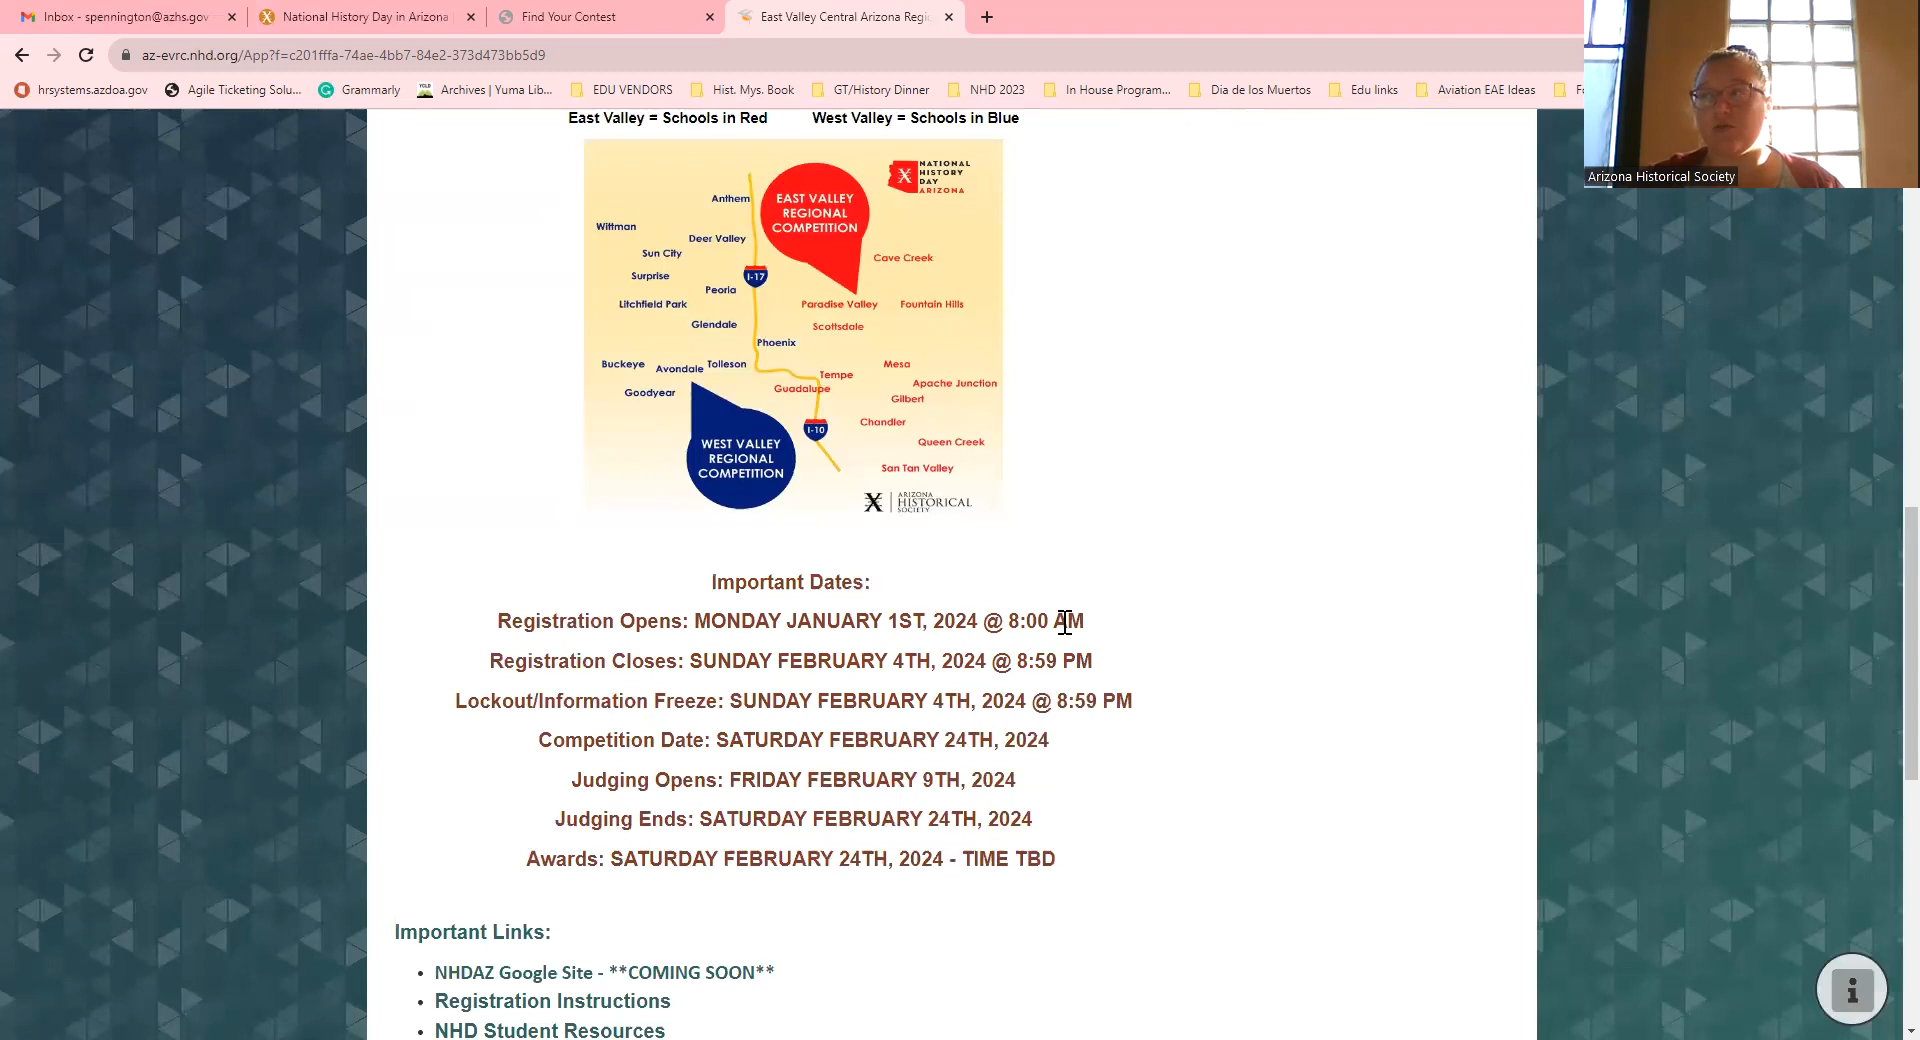 Inbox - spennington@azhs.gov
National History Day in Arizona
Find Your Contest
East Valley Central Arizona Regi
az-evrc.nhd.org/App?f=c201fffa-74ae-4bb7-84e2-373d473bb5d9
hrsystems.azdoa.gov
Agile Ticketing Solu...
Grammarly
Archives | Yuma Lib...
EDU VENDORS
Hist. Mys. Book
GT/History Dinner
NHD 2023
In House Program...
Dia de los Muertos
Edu links
Aviation EAE Ideas
Arizona Historical Society
East Valley = Schools in Red
West Valley = Schools in Blue
NATIONAL
HISTORY
DAY
ARIZONA
EAST VALLEY
REGIONAL
COMPETITION
Anthem
Wittman
Deer Valley
Sun City
Cave Creek
Surprise
I-17
Peoria
Litchfield Park
Paradise Valley
Fountain Hills
Glendale
Scottsdale
Phoenix
Buckeye
Avondale
Tolleson
Mesa
Tempe
Apache Junction
Goodyear
Guadalupe
Gilbert
Chandler
I-10
Queen Creek
WEST VALLEY
REGIONAL
COMPETITION
San Tan Valley
ARIZONA
HISTORICAL
SOCIETY
Important Dates:
Registration Opens: MONDAY JANUARY 1ST, 2024 @ 8:00 AM
Registration Closes: SUNDAY FEBRUARY 4TH, 2024 @ 8:59 PM
Lockout/Information Freeze: SUNDAY FEBRUARY 4TH, 2024 @ 8:59 PM
Competition Date: SATURDAY FEBRUARY 24TH, 2024
Judging Opens: FRIDAY FEBRUARY 9TH, 2024
Judging Ends: SATURDAY FEBRUARY 24TH, 2024
Awards: SATURDAY FEBRUARY 24TH, 2024 - TIME TBD
Important Links:
• NHDAZ Google Site - **COMING SOON**
• Registration Instructions
• NHD Student Resources